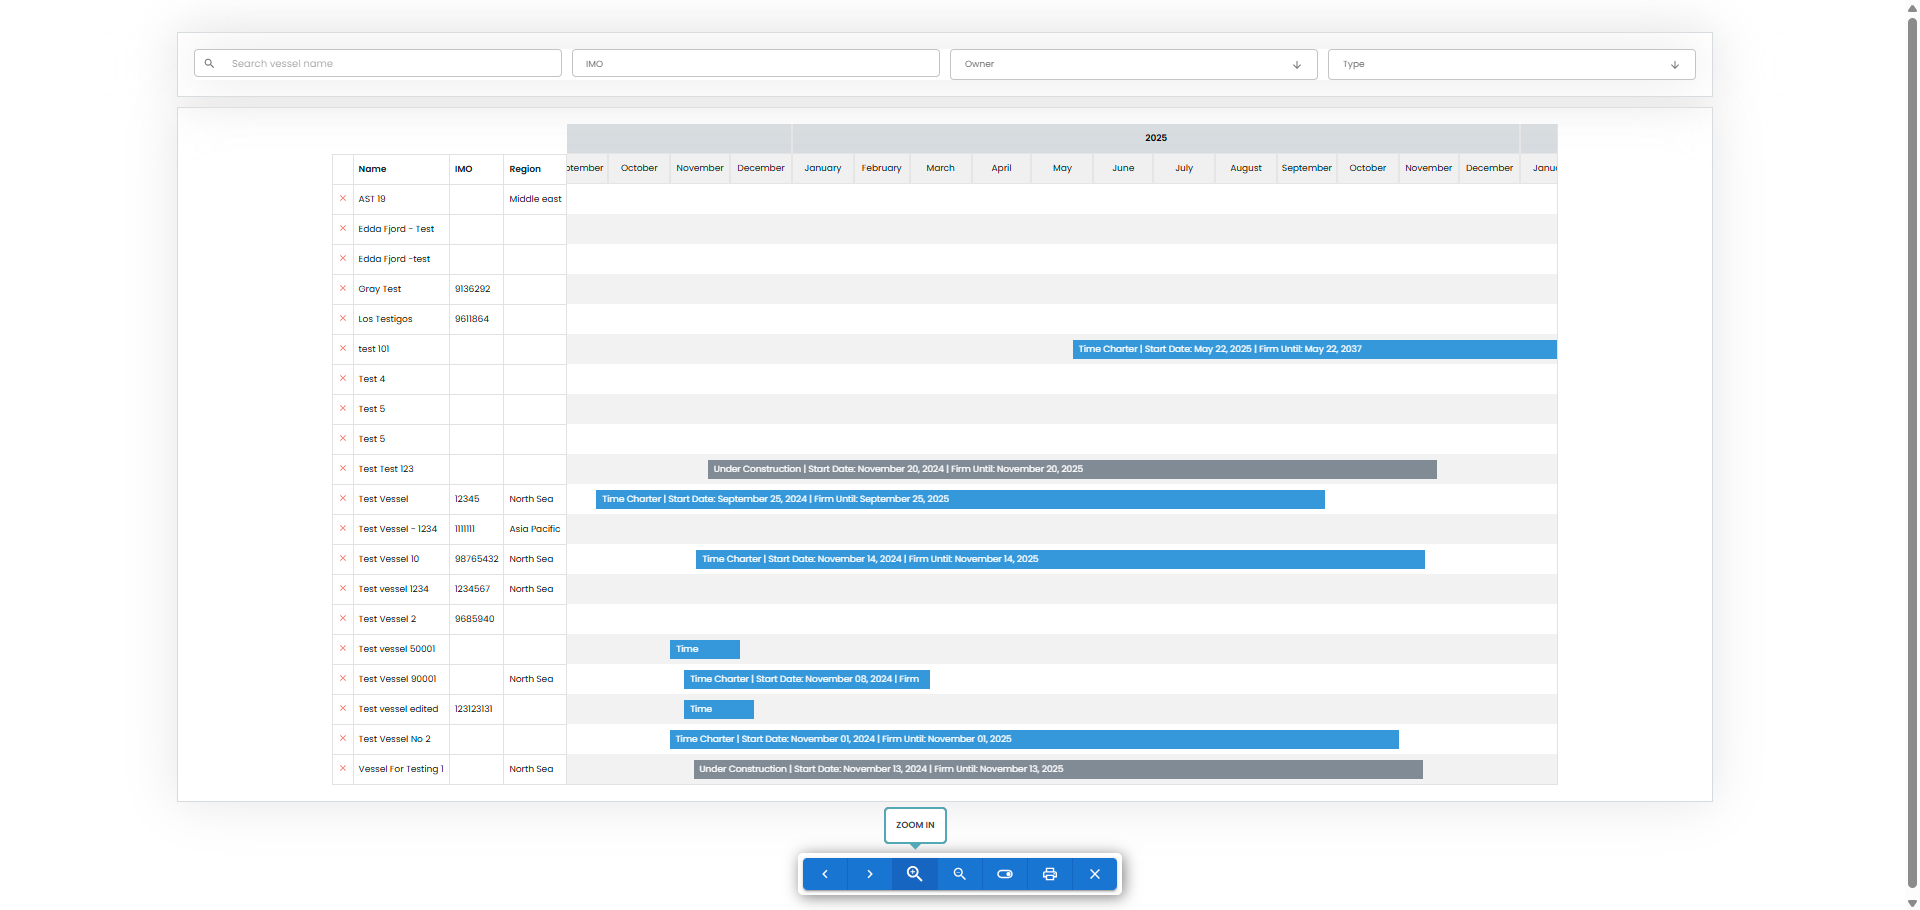 Search vessel name IMO Owner Type
2025
Name IMO Region ptember October November December January February March April May June July August September October November December Janu
AST 19 Middle east
Edda Fjord - Test
Edda Fjord -test
Gray Test 9136292
Los Testigos 9611864
test 101 Time Charter | Start Date: May 22, 2025 | Firm Until: May 22, 2037
Test 4
Test 5
Test 5
Test Test 123 Under Construction | Start Date: November 20, 2024 | Firm Until: November 20, 2025
Test Vessel 12345 North Sea Time Charter | Start Date: September 25, 2024 | Firm Until: September 25, 2025
Test Vessel - 1234 1111111 Asia Pacific
Test Vessel 10 98765432 North Sea Time Charter | Start Date: November 14, 2024 | Firm Until: November 14, 2025
Test vessel 1234 1234567 North Sea
Test Vessel 2 9685940
Test vessel 50001 Time
Test Vessel 90001 North Sea Time Charter | Start Date: November 08, 2024 | Firm
Test vessel edited 123123131 Time
Test Vessel No 2 Time Charter | Start Date: November 01, 2024 | Firm Until: November 01, 2025
Vessel For Testing 1 North Sea Under Construction | Start Date: November 13, 2024 | Firm Until: November 13, 2025
ZOOM IN